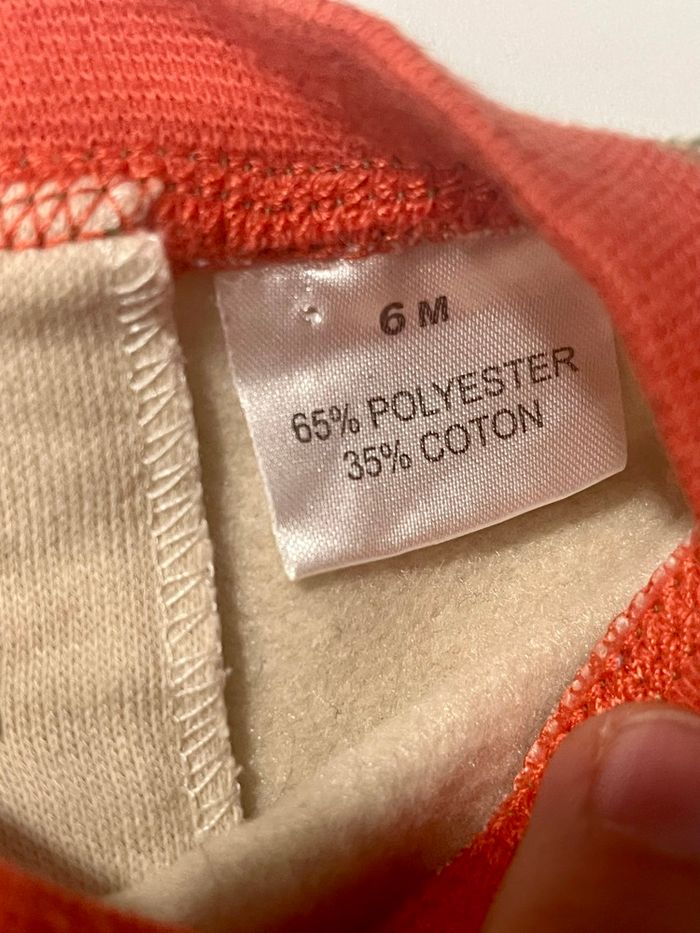 6 M
65% POLYESTER
35% COTON